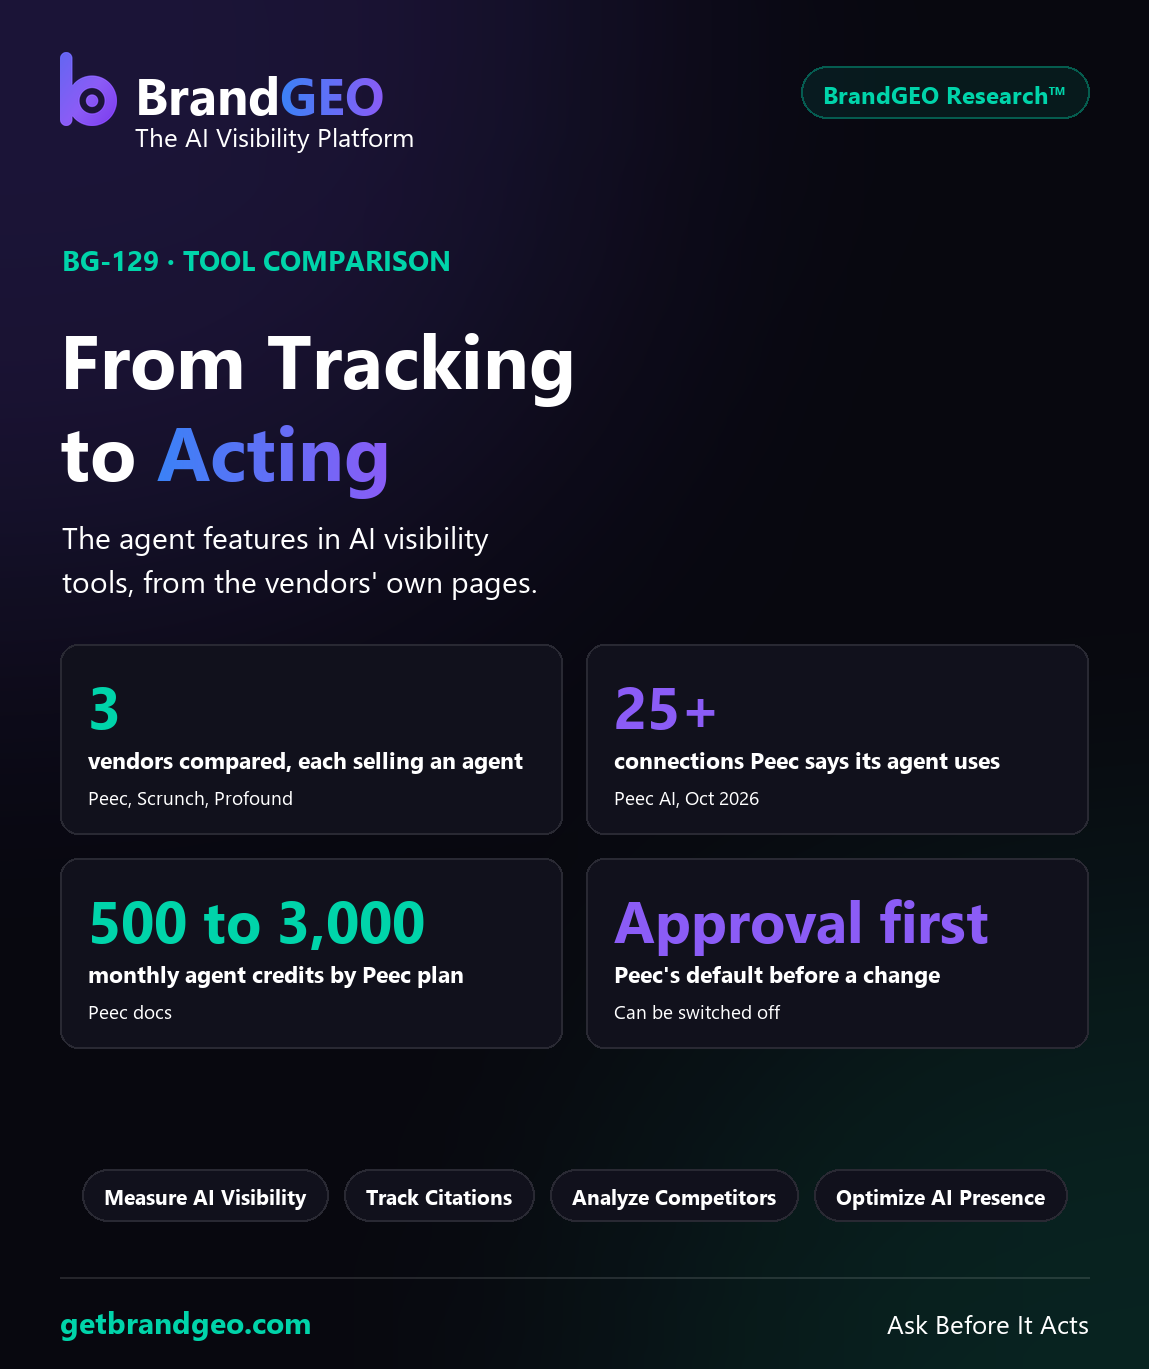 BrandGEO
The AI Visibility Platform
BrandGEO Research™
BG-129 · TOOL COMPARISON
From Tracking
to Acting
The agent features in AI visibility
tools, from the vendors' own pages.
3
vendors compared, each selling an agent
Peec, Scrunch, Profound
25+
connections Peec says its agent uses
Peec AI, Oct 2026
500 to 3,000
monthly agent credits by Peec plan
Peec docs
Approval first
Peec's default before a change
Can be switched off
Measure AI Visibility
Track Citations
Analyze Competitors
Optimize AI Presence
getbrandgeo.com
Ask Before It Acts